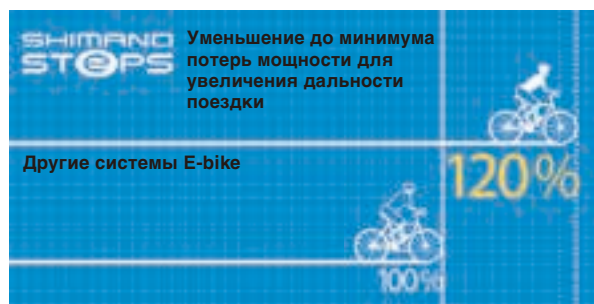 SHIMANO
STEPS
Уменьшение до минимума
потерь мощности для
увеличения дальности
поездки
Другие системы E-bike
120%
100%